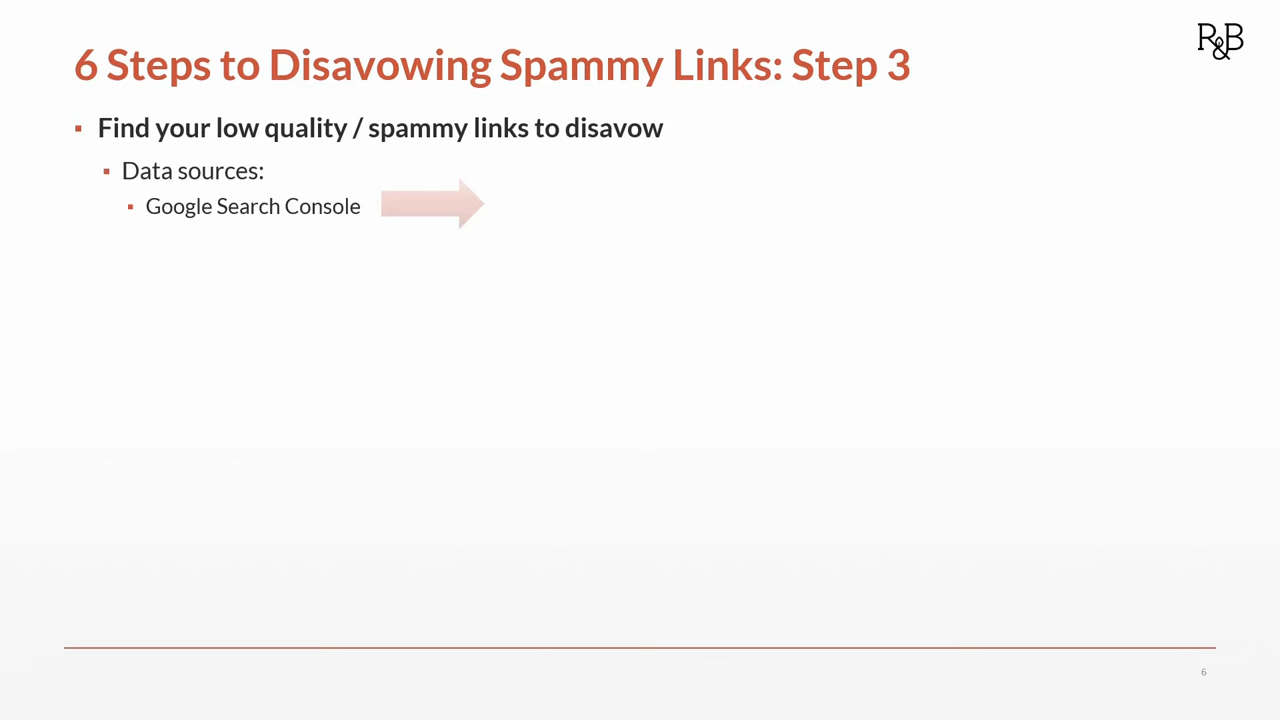 R&B
6 Steps to Disavowing Spammy Links: Step 3
Find your low quality / spammy links to disavow
Data sources:
Google Search Console
6